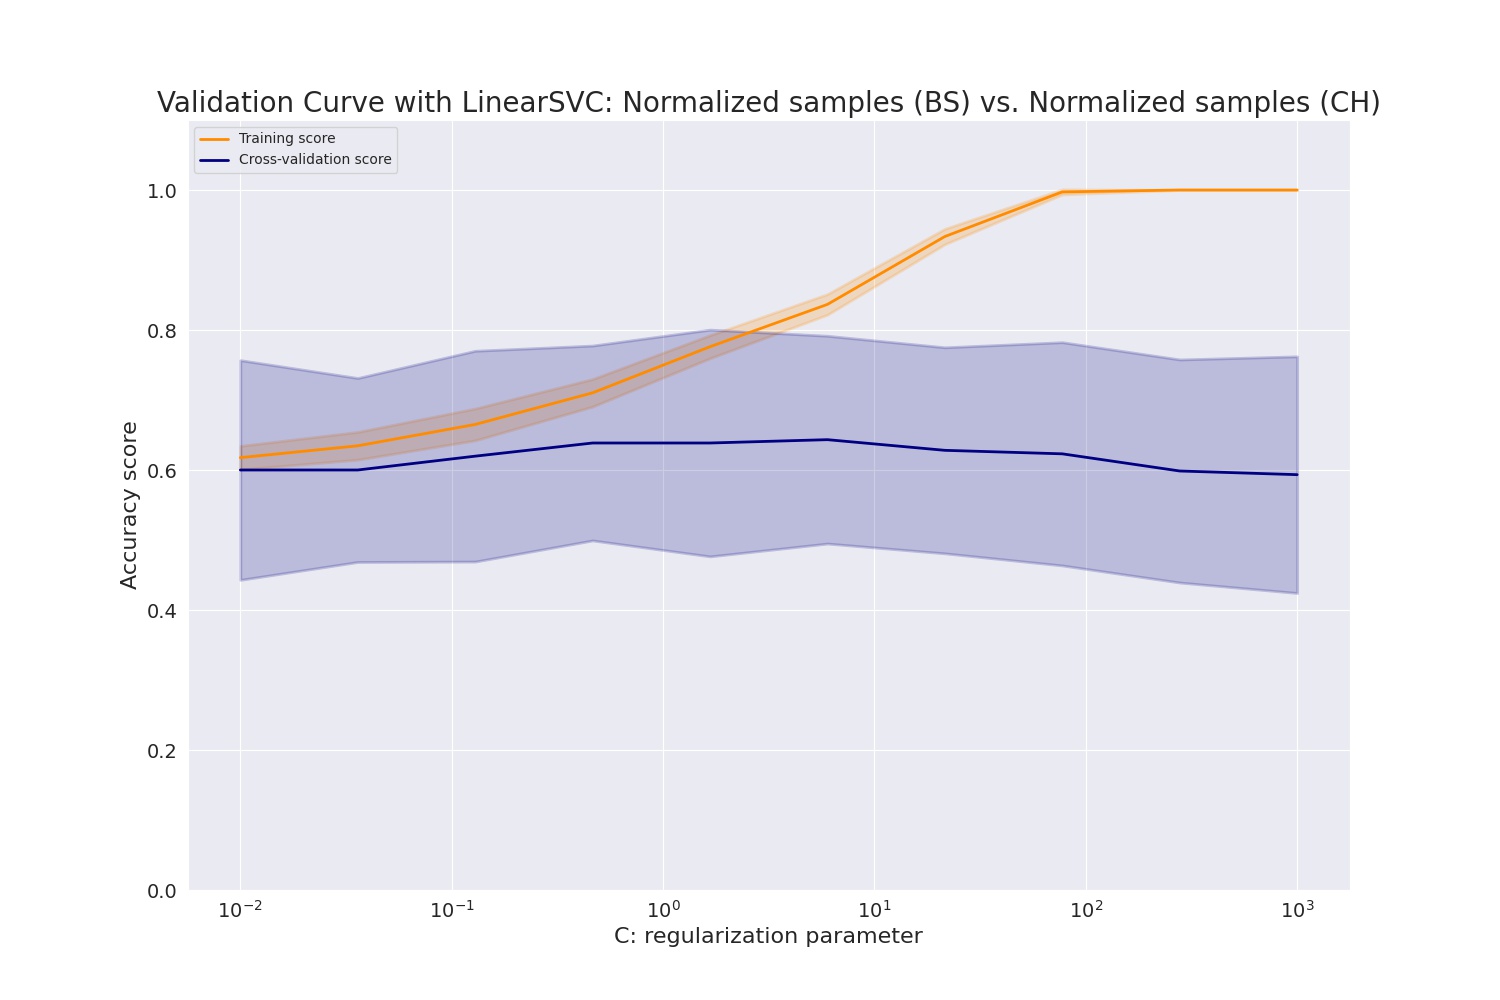 Validation Curve with LinearSVC: Normalized samples (BS) vs. Normalized samples (CH)
Training score
Cross-validation score
1.0
0.8
0.6
0.4
0.2
0.0
Accuracy score
10⁻² 10⁻¹ 10⁰ 10¹ 10² 10³
C: regularization parameter